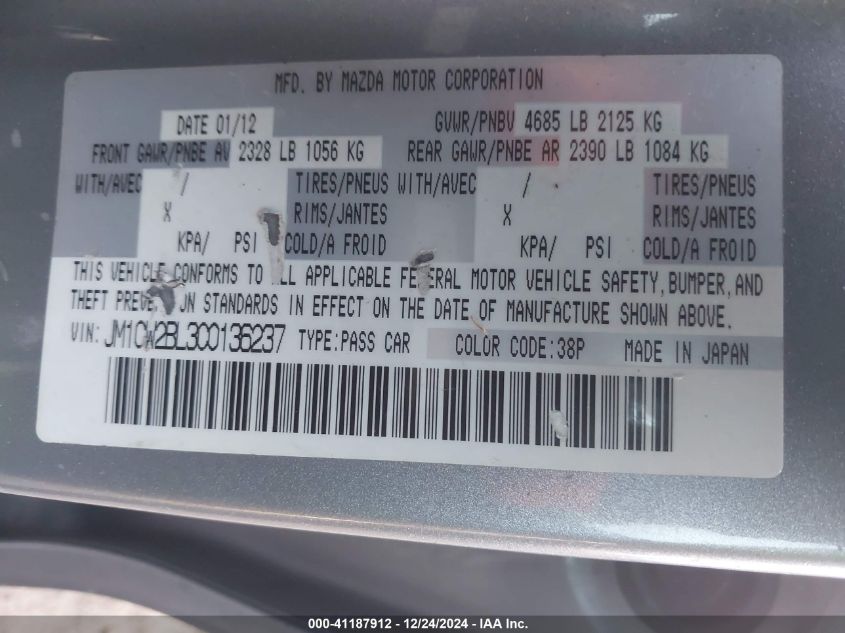 MFD. BY MAZDA MOTOR CORPORATION
DATE 01/12 GVWR/PNBV 4685 LB 2125 KG
FRONT GAWR/PNBE AV 2328 LB 1056 KG REAR GAWR/PNBE AR 2390 LB 1084 KG
WITH/AVEC / TIRES/PNEUS WITH/AVEC / TIRES/PNEUS
X RIMS/JANTES X RIMS/JANTES
KPA/ PSI COLD/A FROID KPA/ PSI COLD/A FROID
THIS VEHICLE CONFORMS TO ALL APPLICABLE FEDERAL MOTOR VEHICLE SAFETY, BUMPER, AND
THEFT PREVENTION STANDARDS IN EFFECT ON THE DATE OF MANUFACTURE SHOWN ABOVE.
VIN: JM1CW2BL3C0136237 TYPE:PASS CAR COLOR CODE:38P MADE IN JAPAN
000-41187912 - 12/24/2024 - IAA Inc.